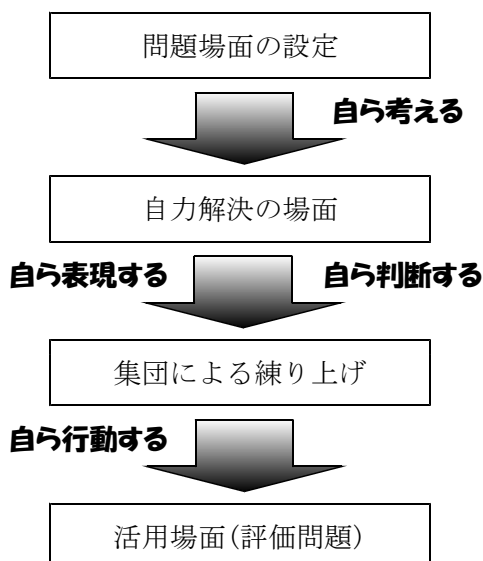 問題場面の設定
自ら考える
自力解決の場面
自ら表現する
自ら判断する
集団による練り上げ
自ら行動する
活用場面(評価問題)